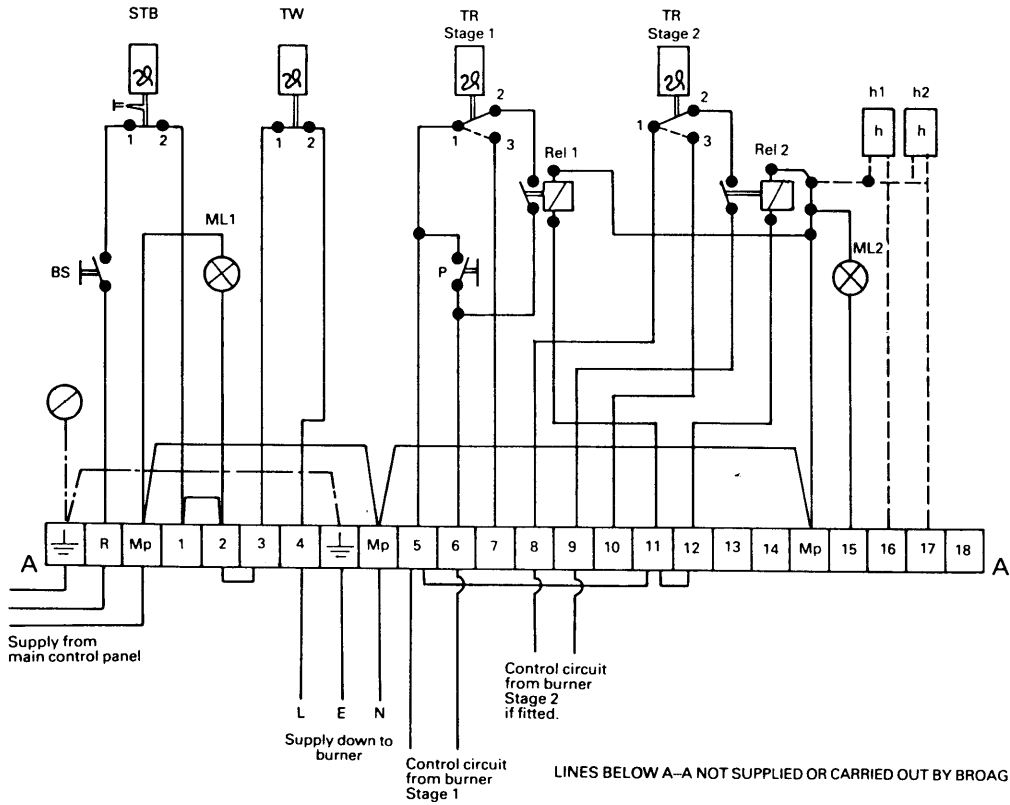 STB
TW
TR
Stage 1
TR
Stage 2
h1
h2
h
h
1
2
1
2
1
2
3
1
2
3
Rel 1
Rel 2
ML1
BS
P
ML2
A
R
Mp
1
2
3
4
Mp
5
6
7
8
9
10
11
12
13
14
Mp
15
16
17
18
A
Supply from
main control panel
L
E
N
Supply down to
burner
Control circuit
from burner
Stage 1
Control circuit
from burner
Stage 2
if fitted.
LINES BELOW A–A NOT SUPPLIED OR CARRIED OUT BY BROAG